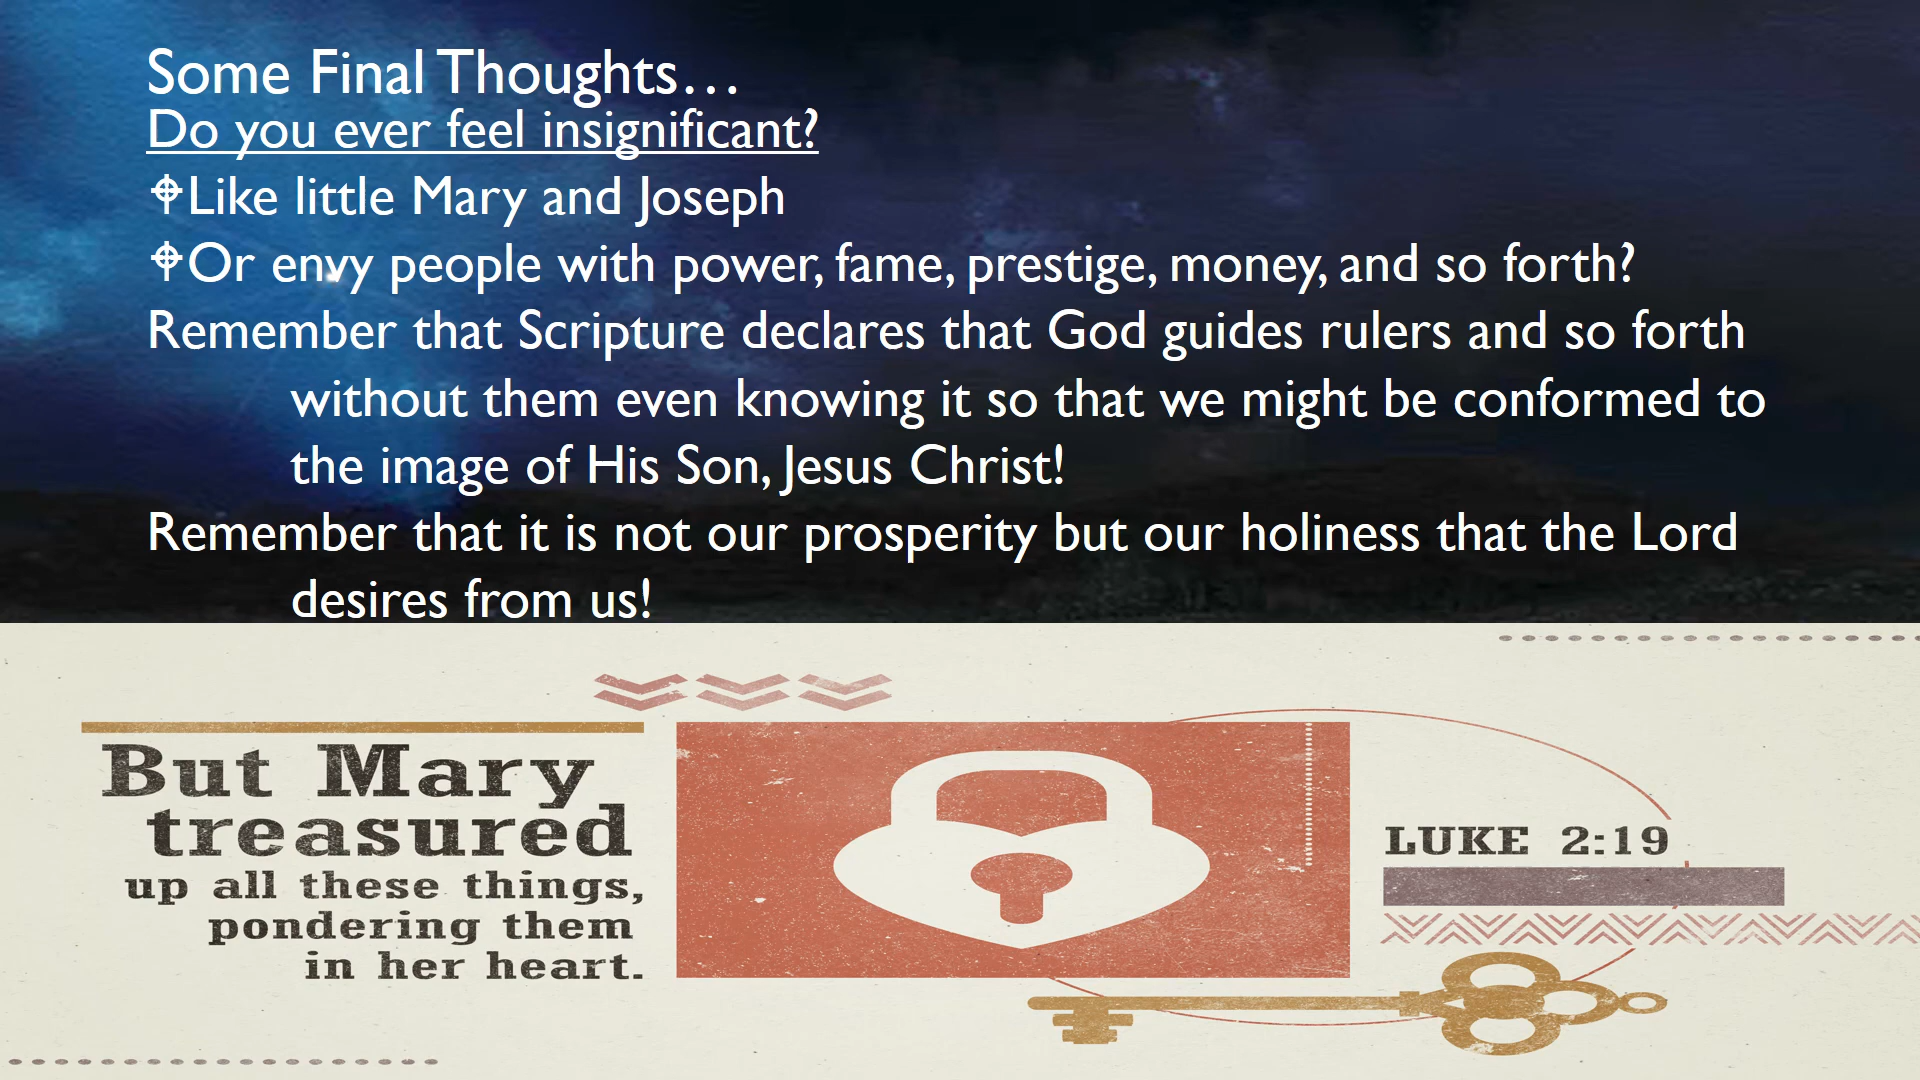 Some Final Thoughts…
Do you ever feel insignificant?
Like little Mary and Joseph
Or envy people with power, fame, prestige, money, and so forth?
Remember that Scripture declares that God guides rulers and so forth
without them even knowing it so that we might be conformed to
the image of His Son, Jesus Christ!
Remember that it is not our prosperity but our holiness that the Lord
desires from us!
But Mary
treasured
up all these things,
pondering them
in her heart.
LUKE 2:19